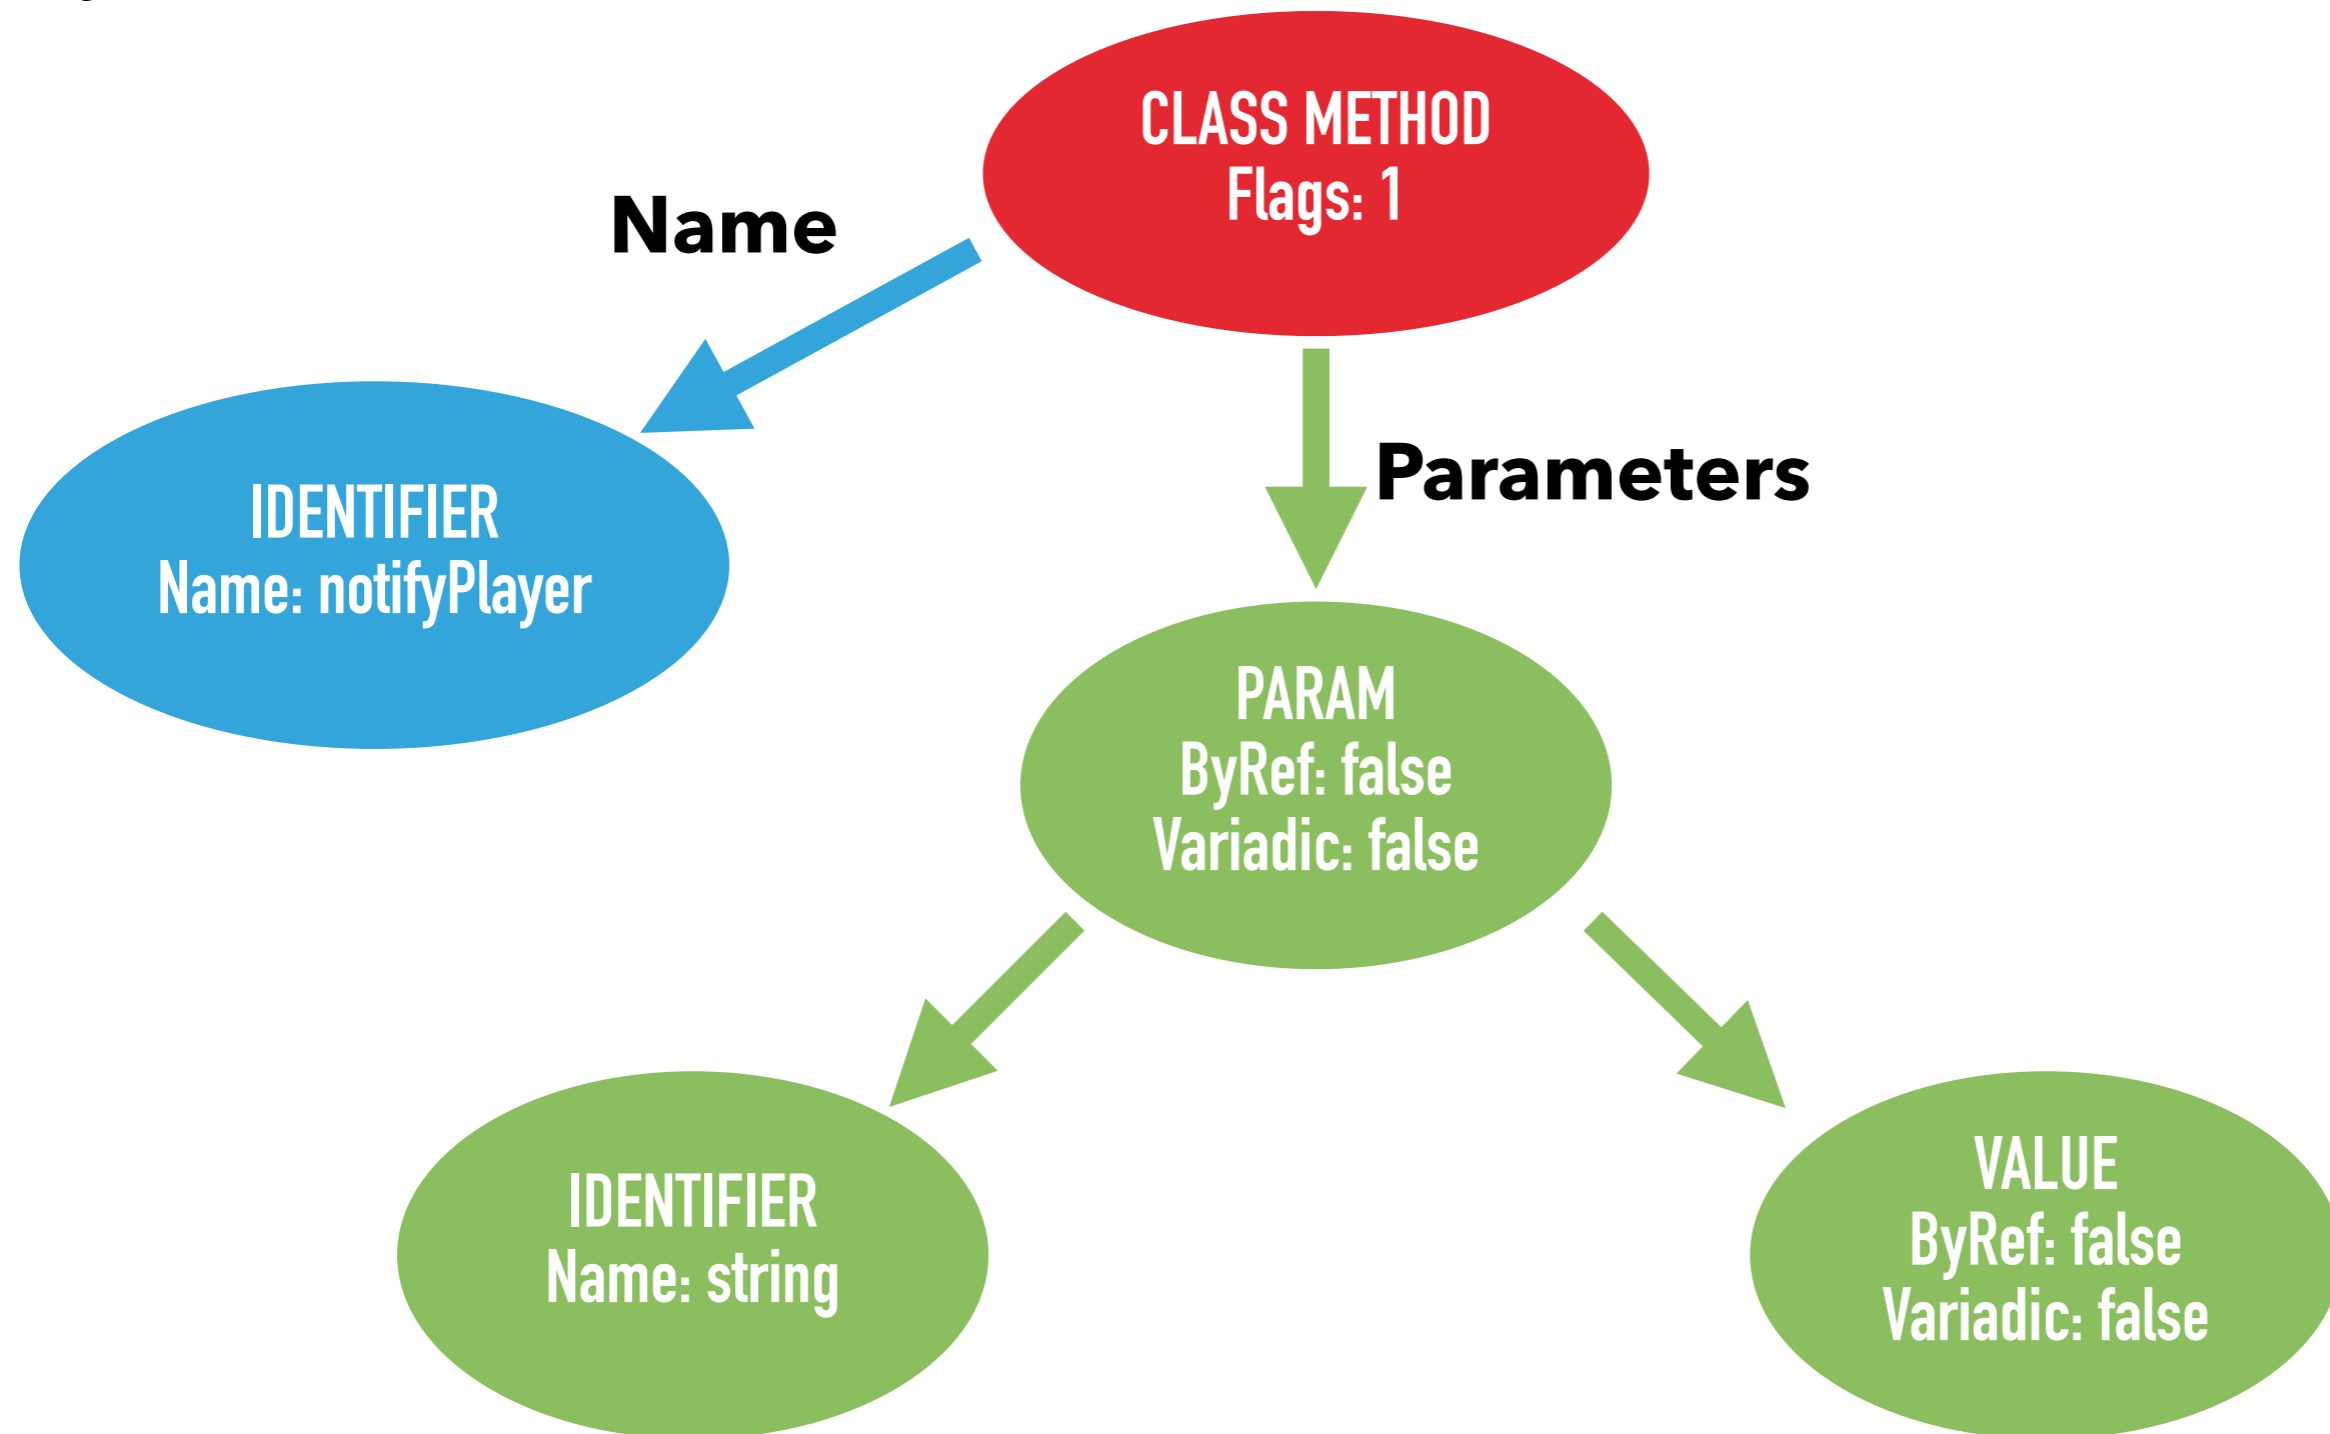 CLASS METHOD
Flags: 1
Name
Parameters
IDENTIFIER
Name: notifyPlayer
PARAM
ByRef: false
Variadic: false
IDENTIFIER
Name: string
VALUE
ByRef: false
Variadic: false